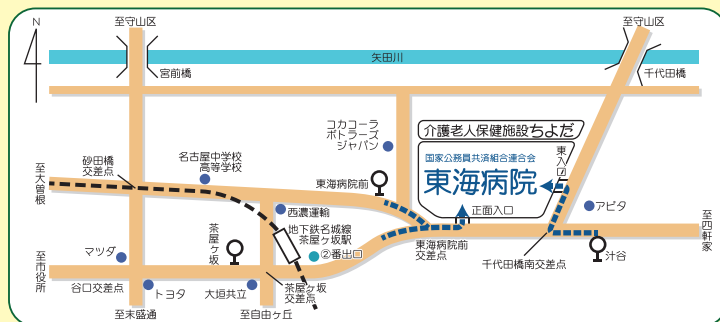 至守山区
至守山区
N
矢田川
宮前橋
千代田橋
コカコーラ
ボトラーズ
ジャパン
介護老人保健施設ちよだ
国家公務員共済組合連合会
東海病院
東入口
正面入口
砂田橋
交差点
名古屋中学校
高等学校
東海病院前
至大曽根
アピタ
西濃運輸
地下鉄名城線
茶屋ヶ坂駅
②番出口
茶屋ヶ坂
東海病院前
交差点
至四軒家
汁谷
千代田橋南交差点
マツダ
至市役所
谷口交差点
トヨタ
大垣共立
茶屋ヶ坂
交差点
至末盛通
至自由ヶ丘